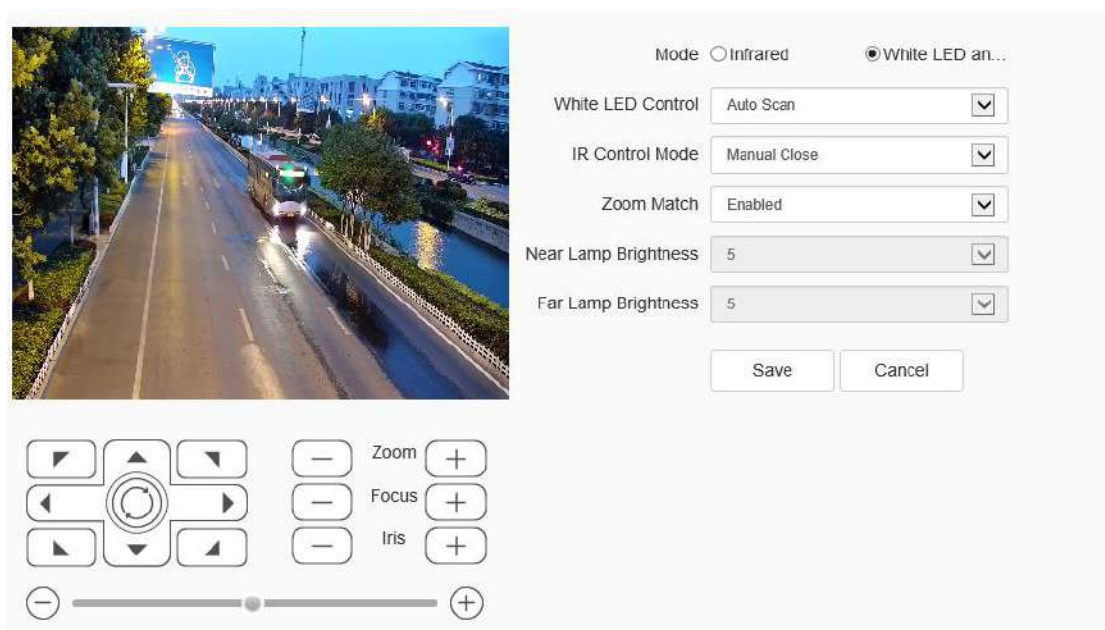 Mode Infrared White LED an...
White LED Control Auto Scan
IR Control Mode Manual Close
Zoom Match Enabled
Near Lamp Brightness 5
Far Lamp Brightness 5
Save Cancel
Zoom
Focus
Iris